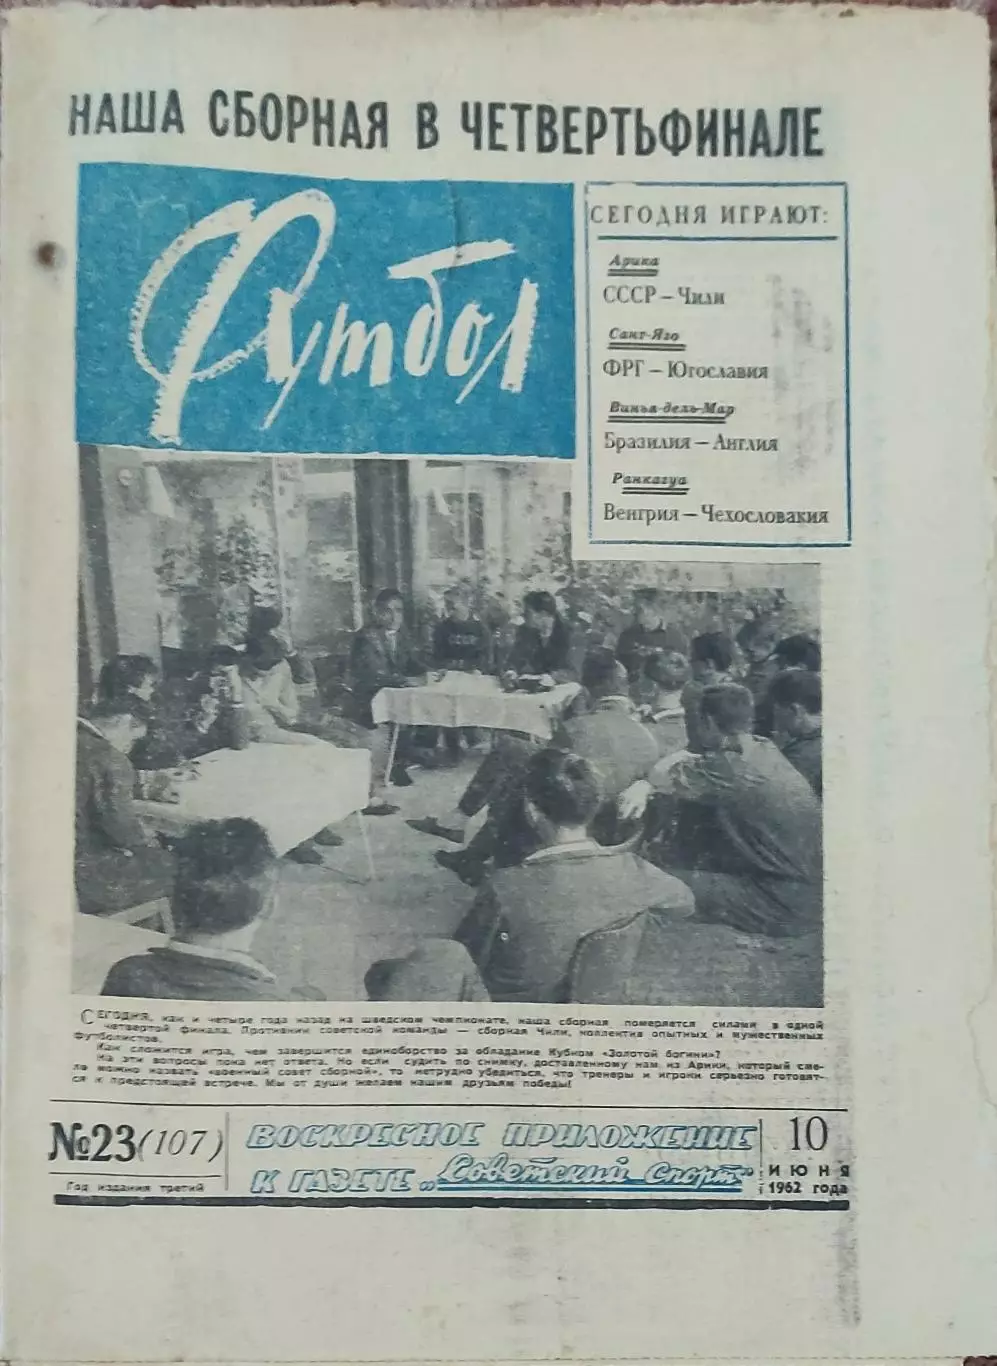 НАША СБОРНАЯ В ЧЕТВЕРТЬФИНАЛЕ
Футбол
СЕГОДНЯ ИГРАЮТ:
Арика
СССР – Чили
Сант-Яго
ФРГ – Югославия
Винья-дель-Мар
Бразилия – Англия
Ранкагуа
Венгрия – Чехословакия
СЕГОДНЯ, как и четыре года назад на шведском чемпионате, наша сборная померяется силами в одной
четвертой финала. Противник советской команды — сборная Чили, коллектив опытных и мужественных
футболистов.
Как сложится игра, чем завершится единоборство за обладание Кубком «Золотой богини»?
На эти вопросы пока нет ответа. Но если судить по снимку, доставленному нам из Арики, который сме-
ло можно назвать «военный совет сборной», то нетрудно убедиться, что тренеры и игроки серьезно готовят-
ся к предстоящей встрече. Мы от души желаем нашим друзьям победы!
№23 (107)
Год издания третий
ВОСКРЕСНОЕ ПРИЛОЖЕНИЕ
К ГАЗЕТЕ „Советский Спорт"
10
ИЮНЯ
1962 года